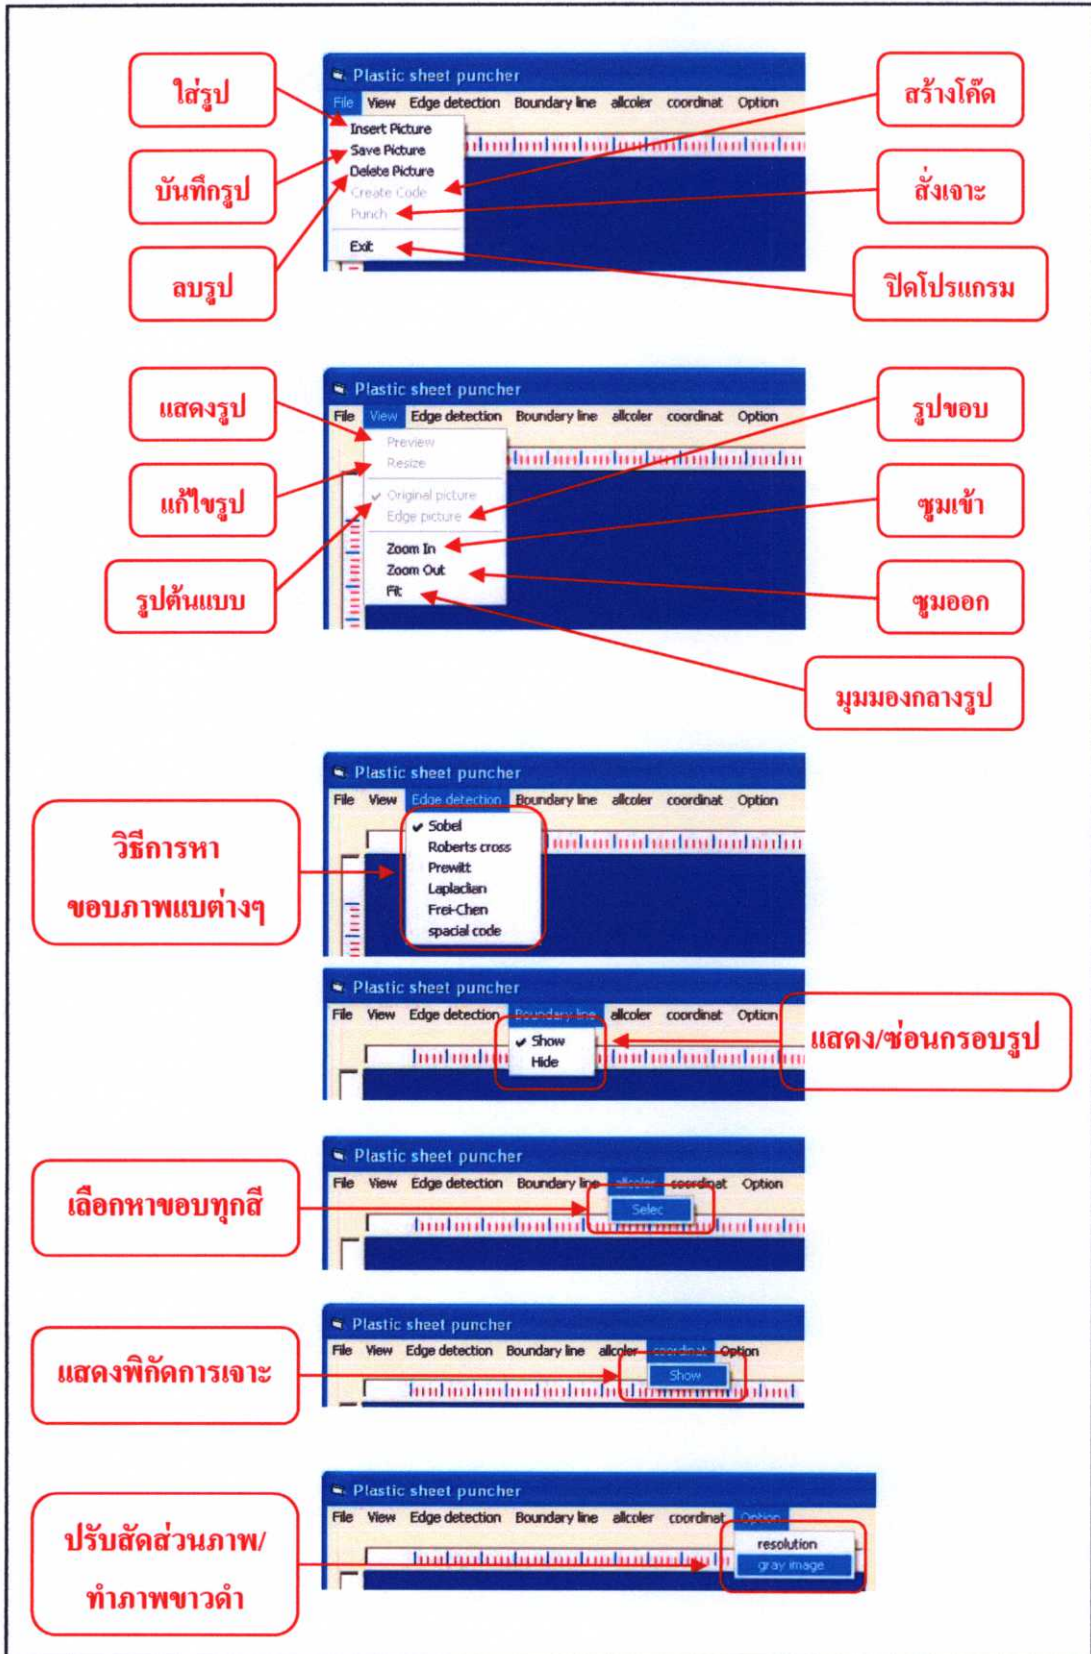 Plastic sheet puncher
File View Edge detection Boundary line allcoler coordinat Option
Insert Picture
Save Picture
Delete Picture
Create Code
Punch
Exit
ใส่รูป
บันทึกรูป
ลบรูป
สร้างโค๊ด
สั่งเจาะ
ปิดโปรแกรม
Plastic sheet puncher
File View Edge detection Boundary line allcoler coordinat Option
Preview
Resize
Original picture
Edge picture
Zoom In
Zoom Out
Fit
แสดงรูป
แก้ไขรูป
รูปต้นแบบ
รูปขอบ
ซูมเข้า
ซูมออก
มุมมองกลางรูป
Plastic sheet puncher
File View Edge detection Boundary line allcoler coordinat Option
Sobel
Roberts cross
Prewitt
Laplacian
Frei-Chen
spacial code
วิธีการหา
ขอบภาพแบต่างๆ
Plastic sheet puncher
File View Edge detection Boundary line allcoler coordinat Option
Show
Hide
แสดง/ซ่อนกรอบรูป
Plastic sheet puncher
File View Edge detection Boundary line allcoler coordinat Option
Selec
เลือกหาขอบทุกสี
Plastic sheet puncher
File View Edge detection Boundary line allcoler coordinat Option
Show
แสดงพิกัดการเจาะ
Plastic sheet puncher
File View Edge detection Boundary line allcoler coordinat Option
resolution
gray image
ปรับสัดส่วนภาพ/
ทำภาพขาวดำ